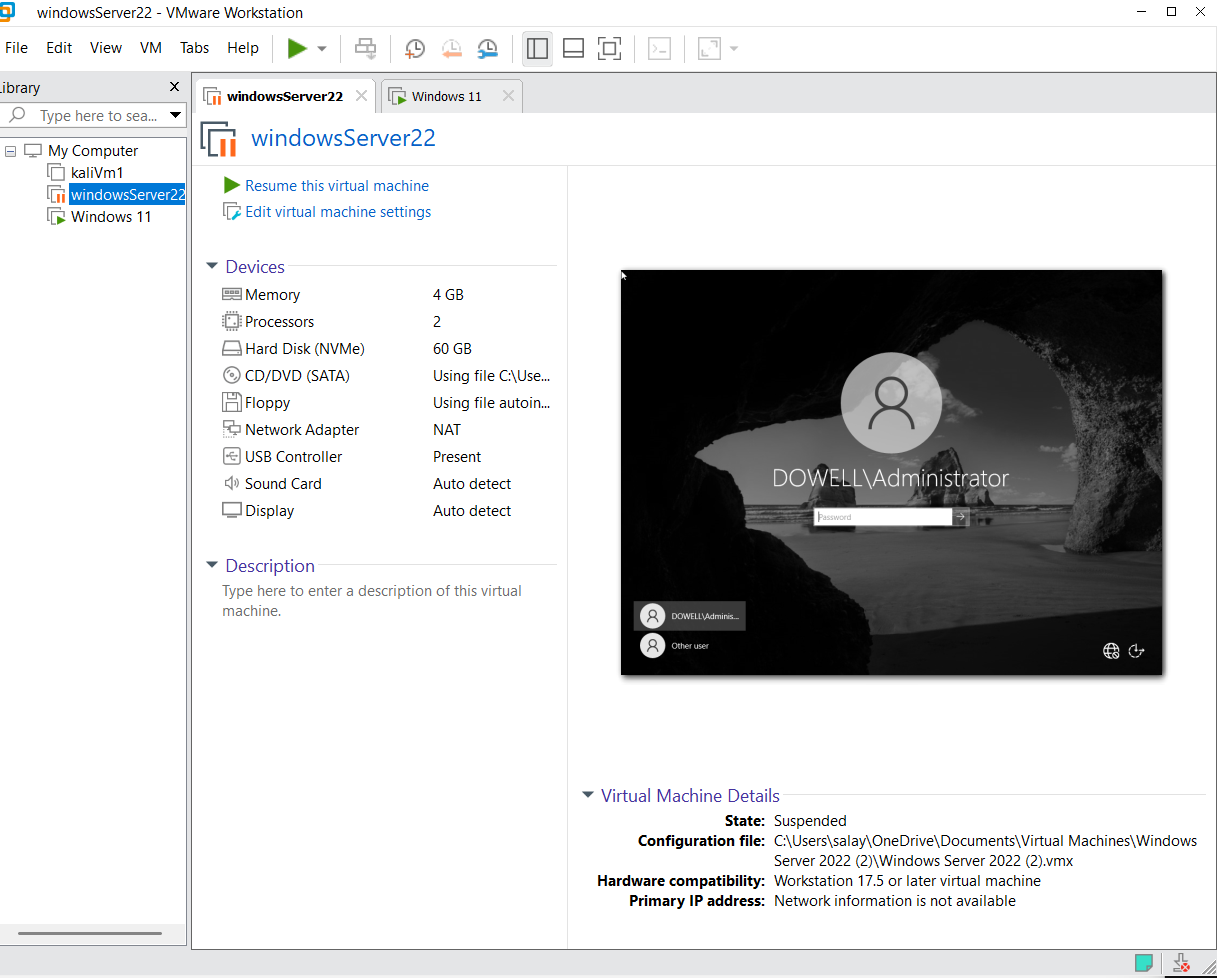 windowsServer22 - VMware Workstation
File Edit View VM Tabs Help
Library
Type here to sea...
My Computer
kaliVm1
windowsServer22
Windows 11
windowsServer22
Windows 11
windowsServer22
Resume this virtual machine
Edit virtual machine settings
Devices
Memory 4 GB
Processors 2
Hard Disk (NVMe) 60 GB
CD/DVD (SATA) Using file C:\Use...
Floppy Using file autoin...
Network Adapter NAT
USB Controller Present
Sound Card Auto detect
Display Auto detect
Description
Type here to enter a description of this virtual
machine.
DOWELL\Administrator
Password
DOWELL\Adminis...
Other user
Virtual Machine Details
State: Suspended
Configuration file: C:\Users\salay\OneDrive\Documents\Virtual Machines\Windows
Server 2022 (2)\Windows Server 2022 (2).vmx
Hardware compatibility: Workstation 17.5 or later virtual machine
Primary IP address: Network information is not available